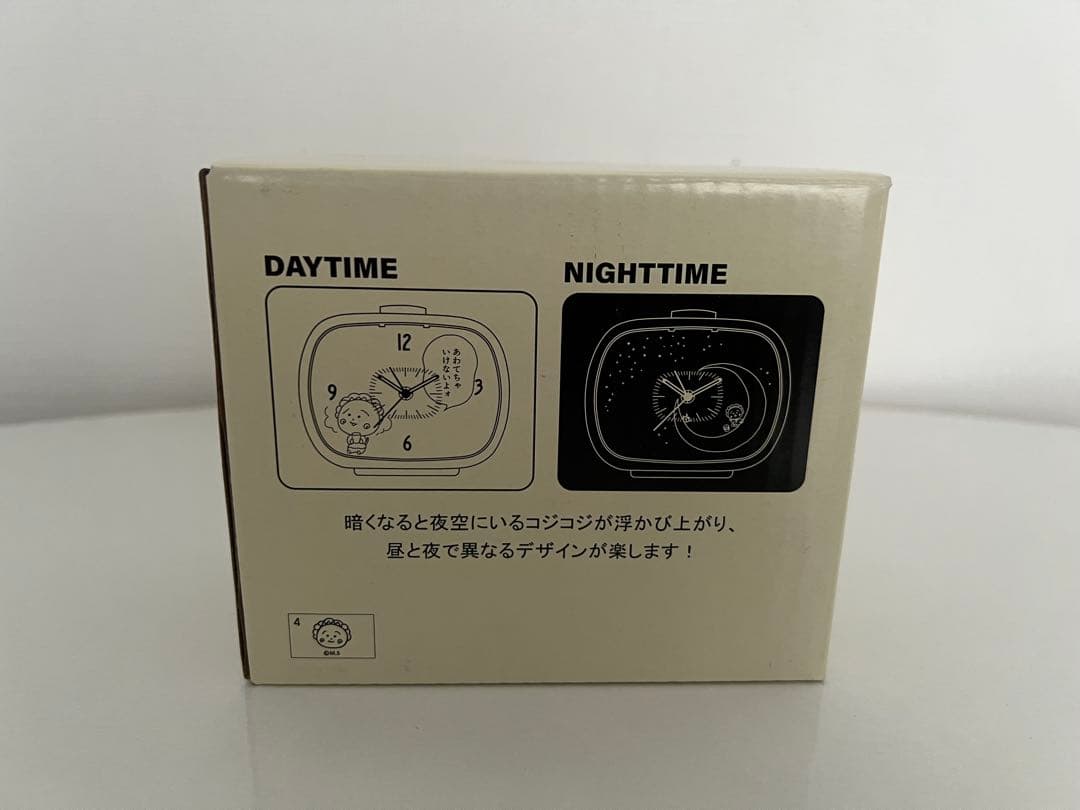 DAYTIME
12
あわてちゃ
いけないよォ
9
3
6
NIGHTTIME
暗くなると夜空にいるコジコジが浮かび上がり、
昼と夜で異なるデザインが楽します！
4
©M.S